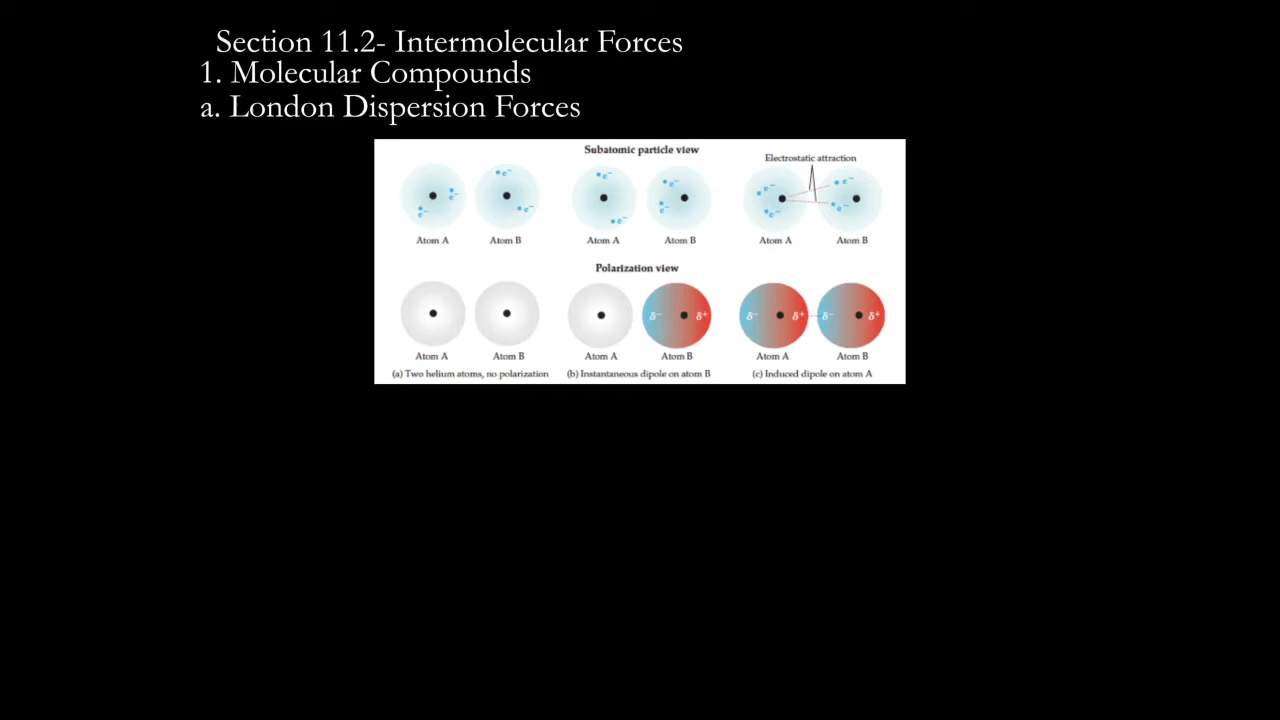 Section 11.2- Intermolecular Forces
1. Molecular Compounds
a. London Dispersion Forces
Subatomic particle view
Electrostatic attraction
e⁻ e⁻ e⁻ e⁻ e⁻ e⁻ e⁻ e⁻ e⁻ e⁻ e⁻ e⁻
Atom A Atom B Atom A Atom B Atom A Atom B
Polarization view
δ⁻ δ⁺ δ⁻ δ⁺ δ⁻ δ⁺
Atom A Atom B Atom A Atom B Atom A Atom B
(a) Two helium atoms, no polarization (b) Instantaneous dipole on atom B (c) Induced dipole on atom A